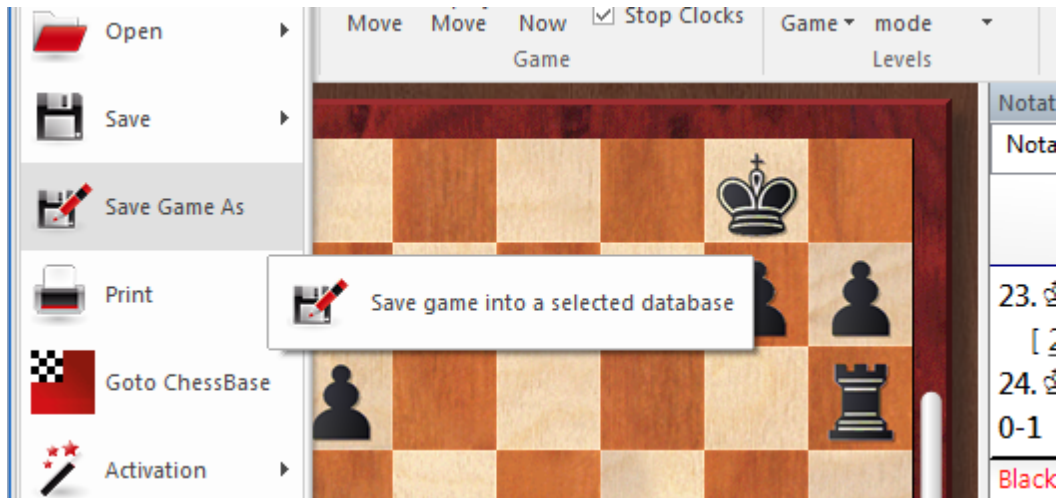 Open
Save
Save Game As
Print
Goto ChessBase
Activation
Save game into a selected database
Move Move Now Stop Clocks
Game
Game mode
Levels
Notat
Nota
23.
[ 2
24.
0-1
Black